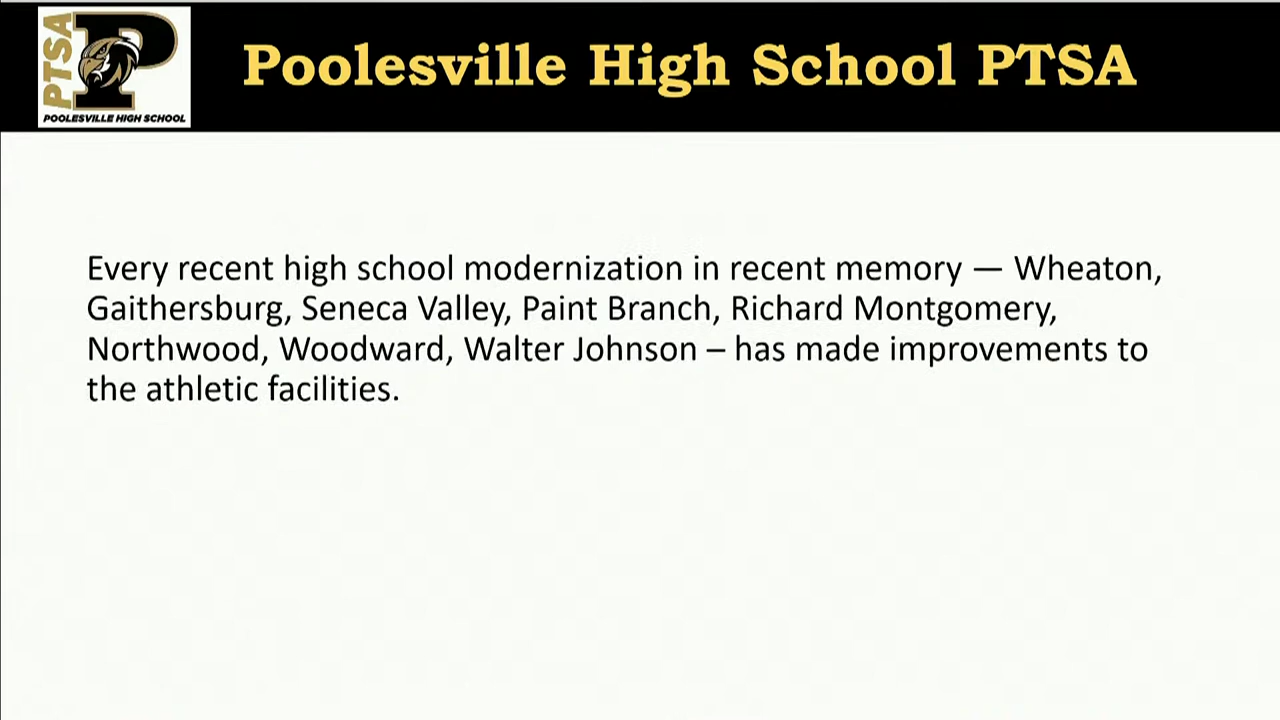 PTSA
P
POOLESVILLE HIGH SCHOOL
Poolesville High School PTSA
Every recent high school modernization in recent memory — Wheaton,
Gaithersburg, Seneca Valley, Paint Branch, Richard Montgomery,
Northwood, Woodward, Walter Johnson – has made improvements to
the athletic facilities.